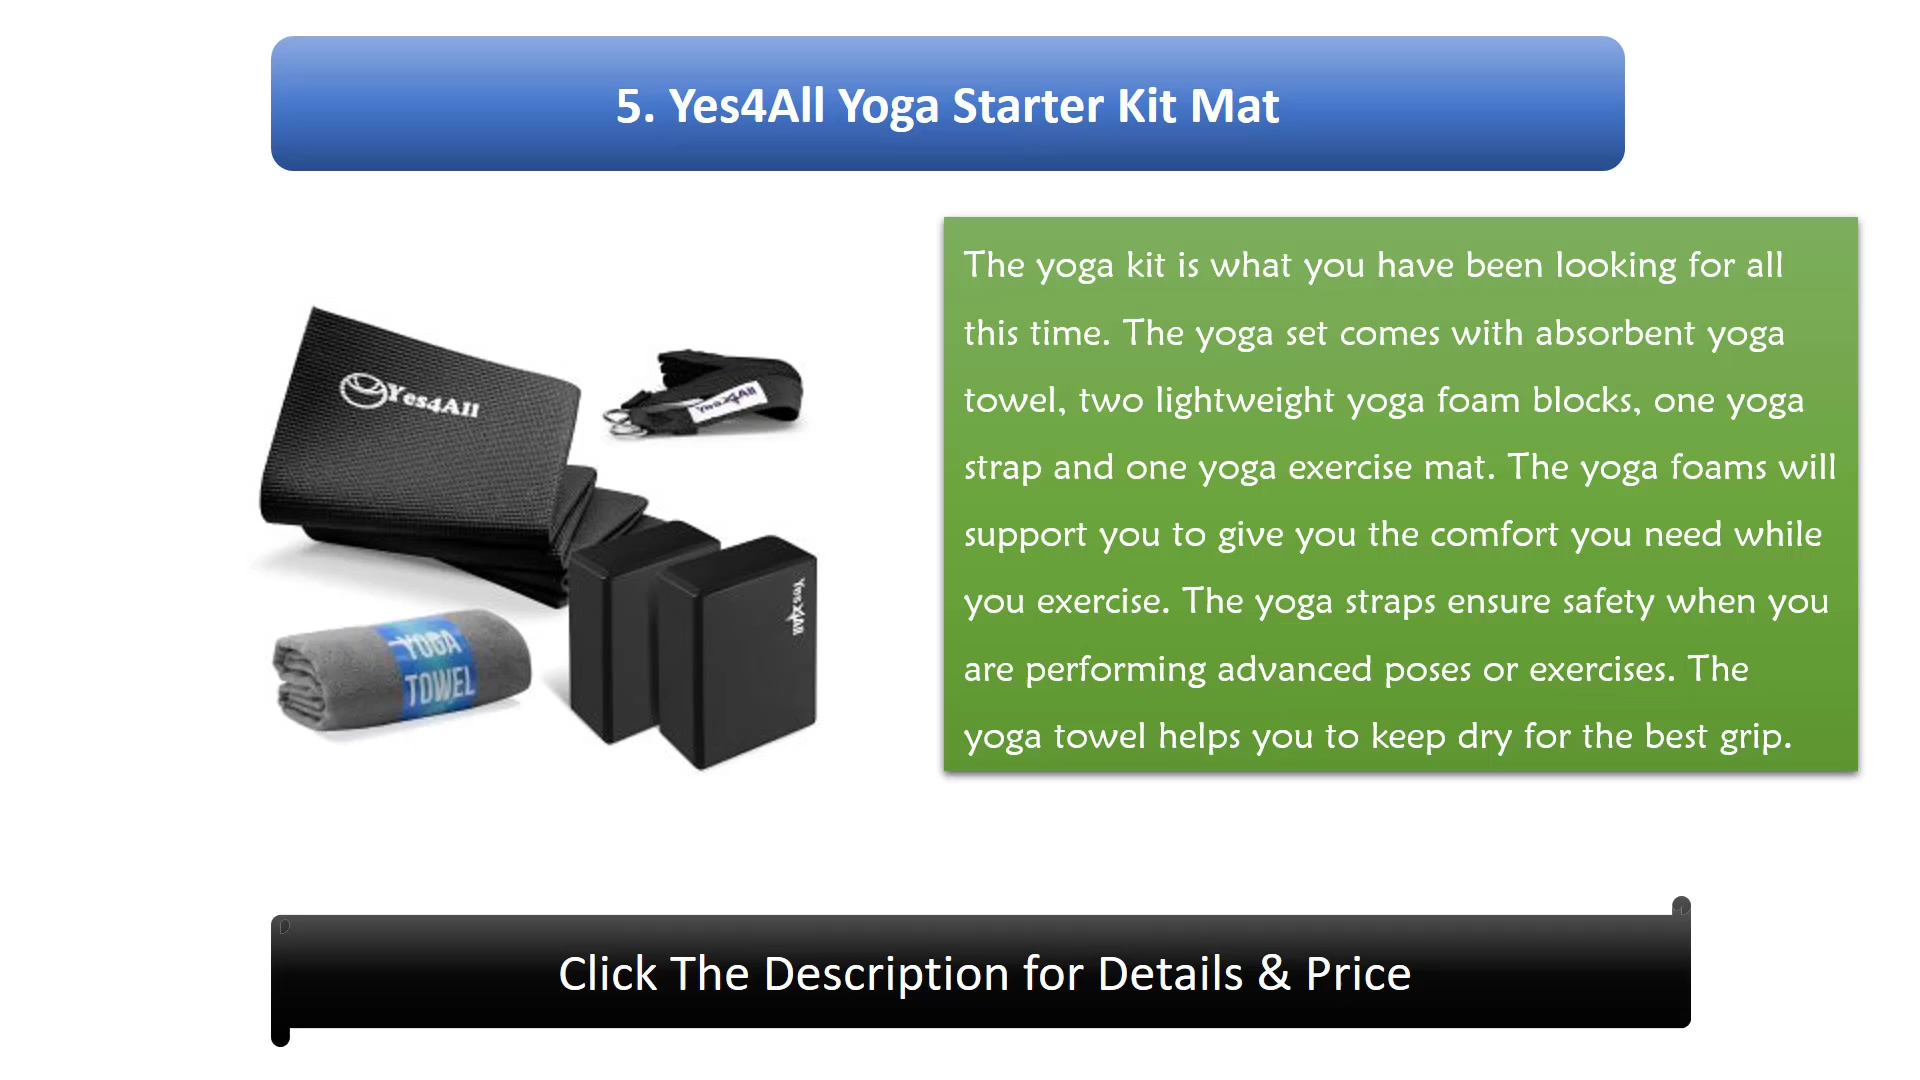 5. Yes4All Yoga Starter Kit Mat
The yoga kit is what you have been looking for all
this time. The yoga set comes with absorbent yoga
towel, two lightweight yoga foam blocks, one yoga
strap and one yoga exercise mat. The yoga foams will
support you to give you the comfort you need while
you exercise. The yoga straps ensure safety when you
are performing advanced poses or exercises. The
yoga towel helps you to keep dry for the best grip.
Yes4All
Yes4All
Yes4All
YOGA
TOWEL
Click The Description for Details & Price